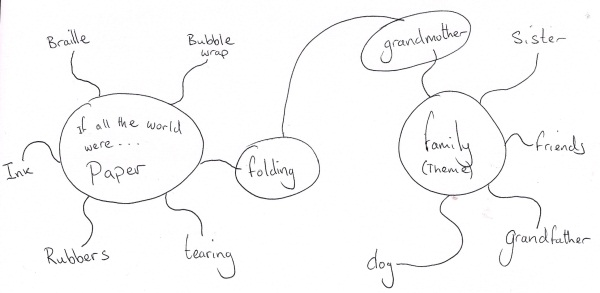 Braille
Bubble
wrap
If all the world
were....
Paper
Ink
Rubbers
tearing
folding
grandmother
Sister
family
(Theme)
friends
grandfather
dog